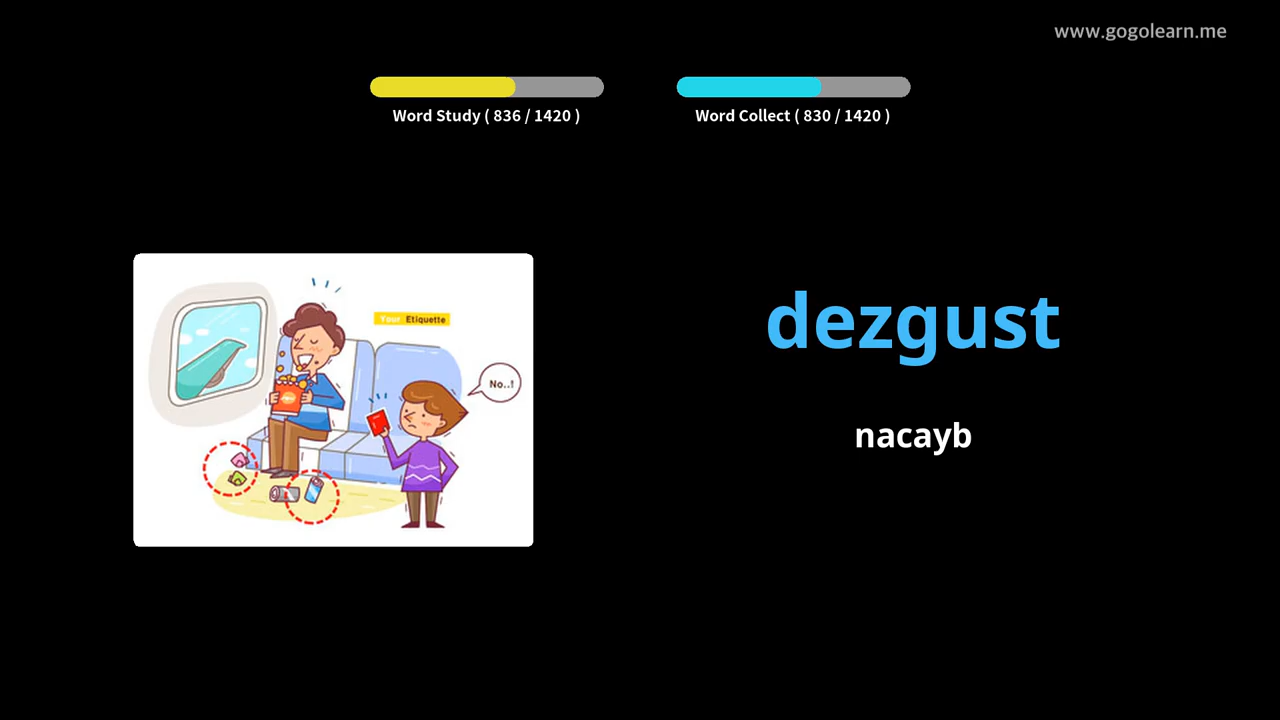 www.gogolearn.me
Word Study ( 836 / 1420 )
Word Collect ( 830 / 1420 )
Your Etiquette
No..!
dezgust
nacayb